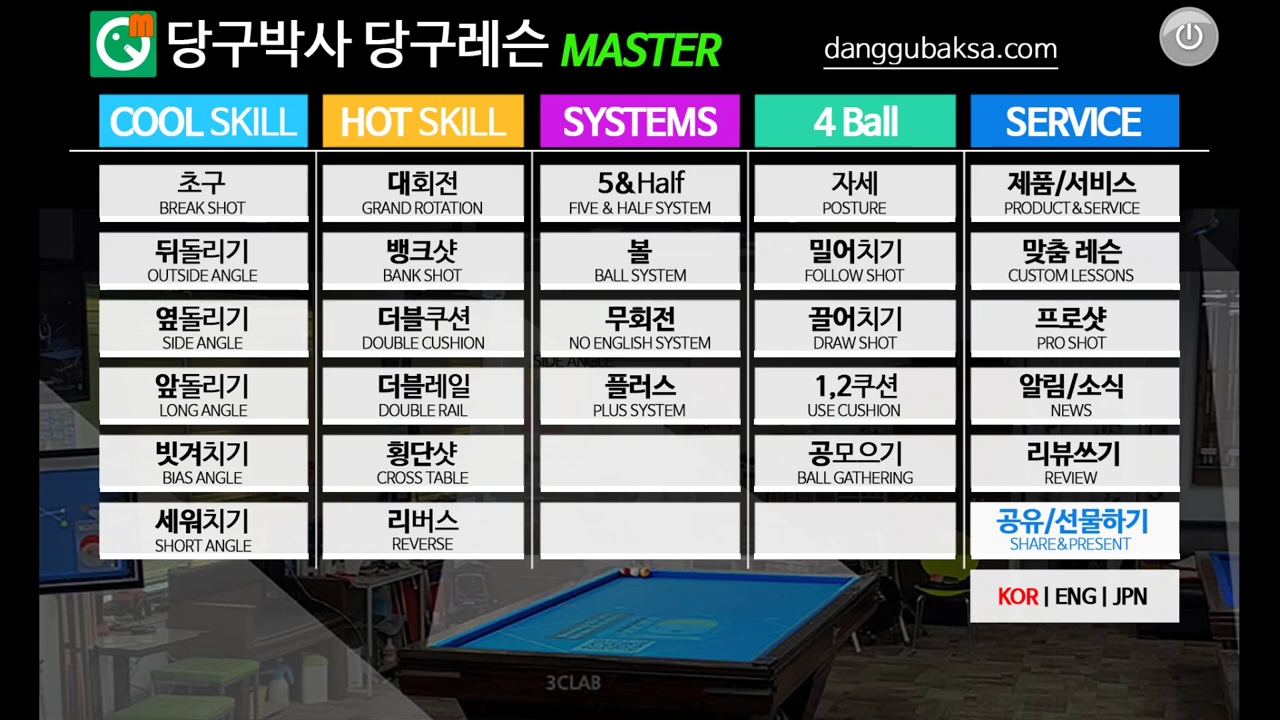 당구박사 당구레슨 MASTER
danggubaksa.com
COOL SKILL
HOT SKILL
SYSTEMS
4 Ball
SERVICE
초구
BREAK SHOT
대회전
GRAND ROTATION
5&Half
FIVE & HALF SYSTEM
자세
POSTURE
제품/서비스
PRODUCT&SERVICE
뒤돌리기
OUTSIDE ANGLE
뱅크샷
BANK SHOT
볼
BALL SYSTEM
밀어치기
FOLLOW SHOT
맞춤 레슨
CUSTOM LESSONS
옆돌리기
SIDE ANGLE
더블쿠션
DOUBLE CUSHION
무회전
NO ENGLISH SYSTEM
끌어치기
DRAW SHOT
프로샷
PRO SHOT
SIDE ANGLE
앞돌리기
LONG ANGLE
더블레일
DOUBLE RAIL
플러스
PLUS SYSTEM
1,2쿠션
USE CUSHION
알림/소식
NEWS
빗겨치기
BIAS ANGLE
횡단샷
CROSS TABLE
공모으기
BALL GATHERING
리뷰쓰기
REVIEW
세워치기
SHORT ANGLE
리버스
REVERSE
공유/선물하기
SHARE&PRESENT
KOR | ENG | JPN
3CLAB